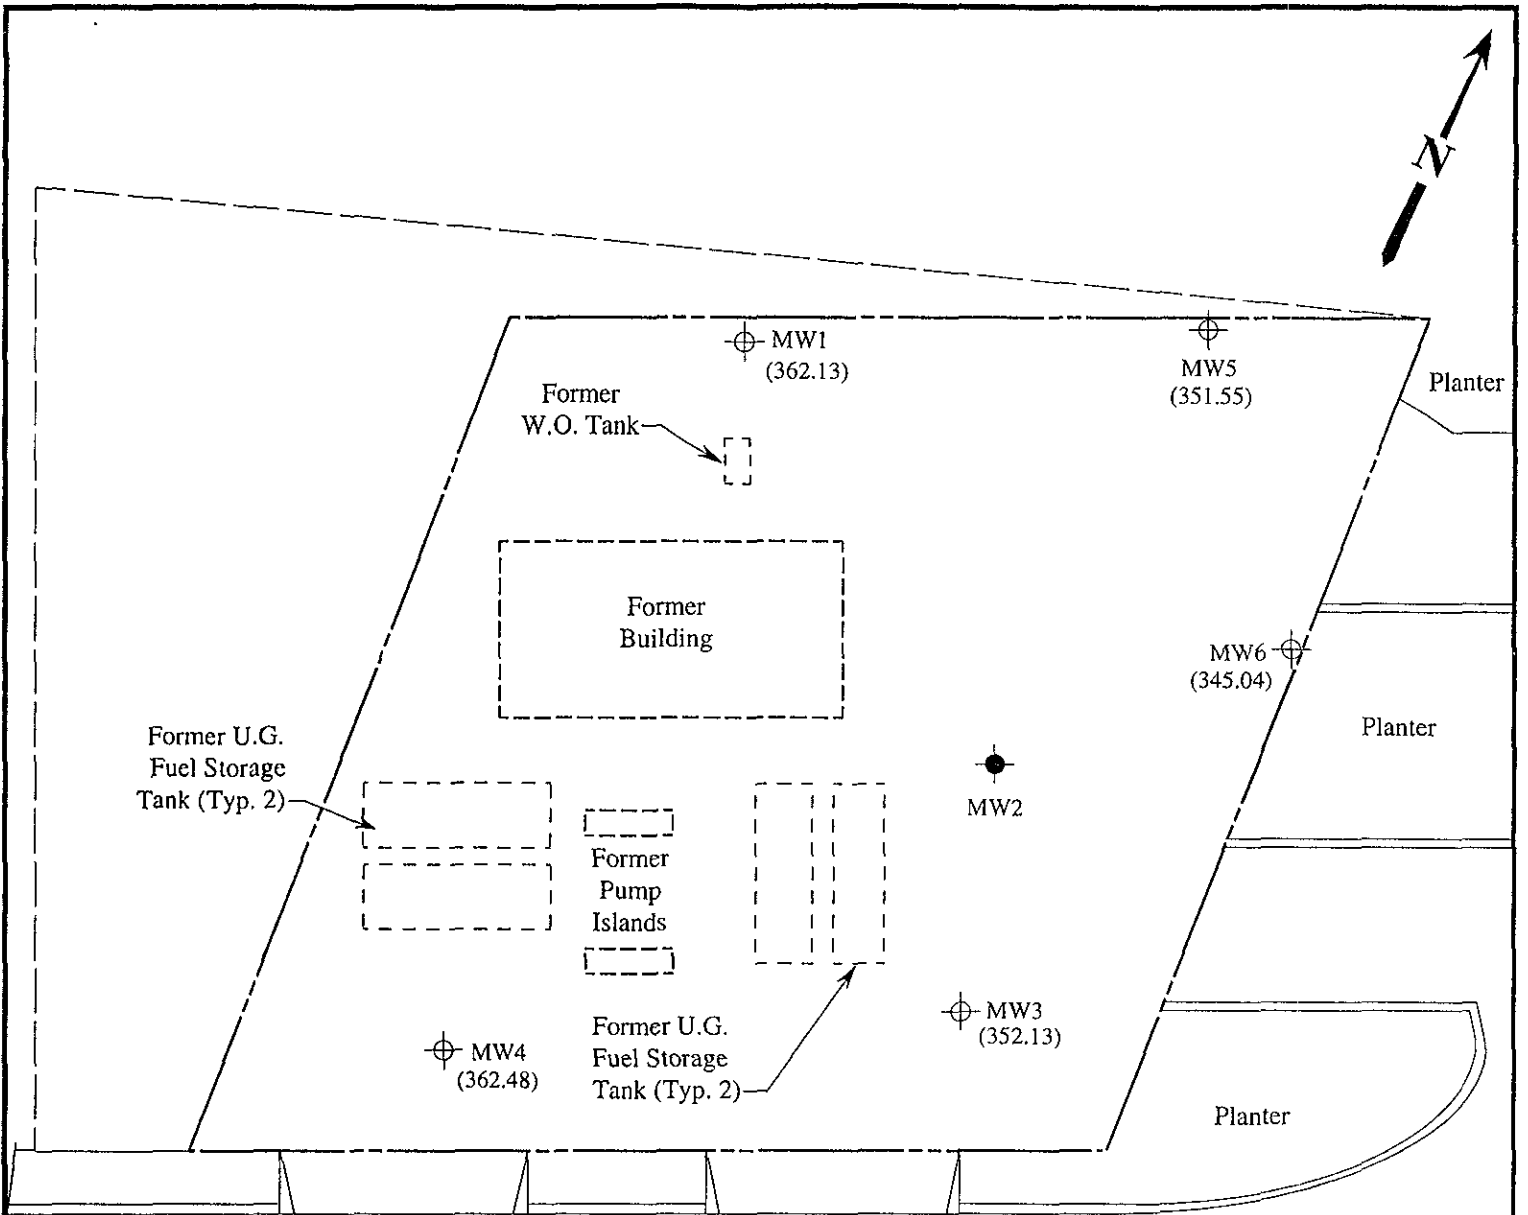 N
MW1
(362.13)
MW5
(351.55)
Planter
Former
W.O. Tank
Former
Building
MW6
(345.04)
Planter
Former U.G.
Fuel Storage
Tank (Typ. 2)
MW2
Former
Pump
Islands
MW3
(352.13)
Former U.G.
Fuel Storage
Tank (Typ. 2)
MW4
(362.48)
Planter